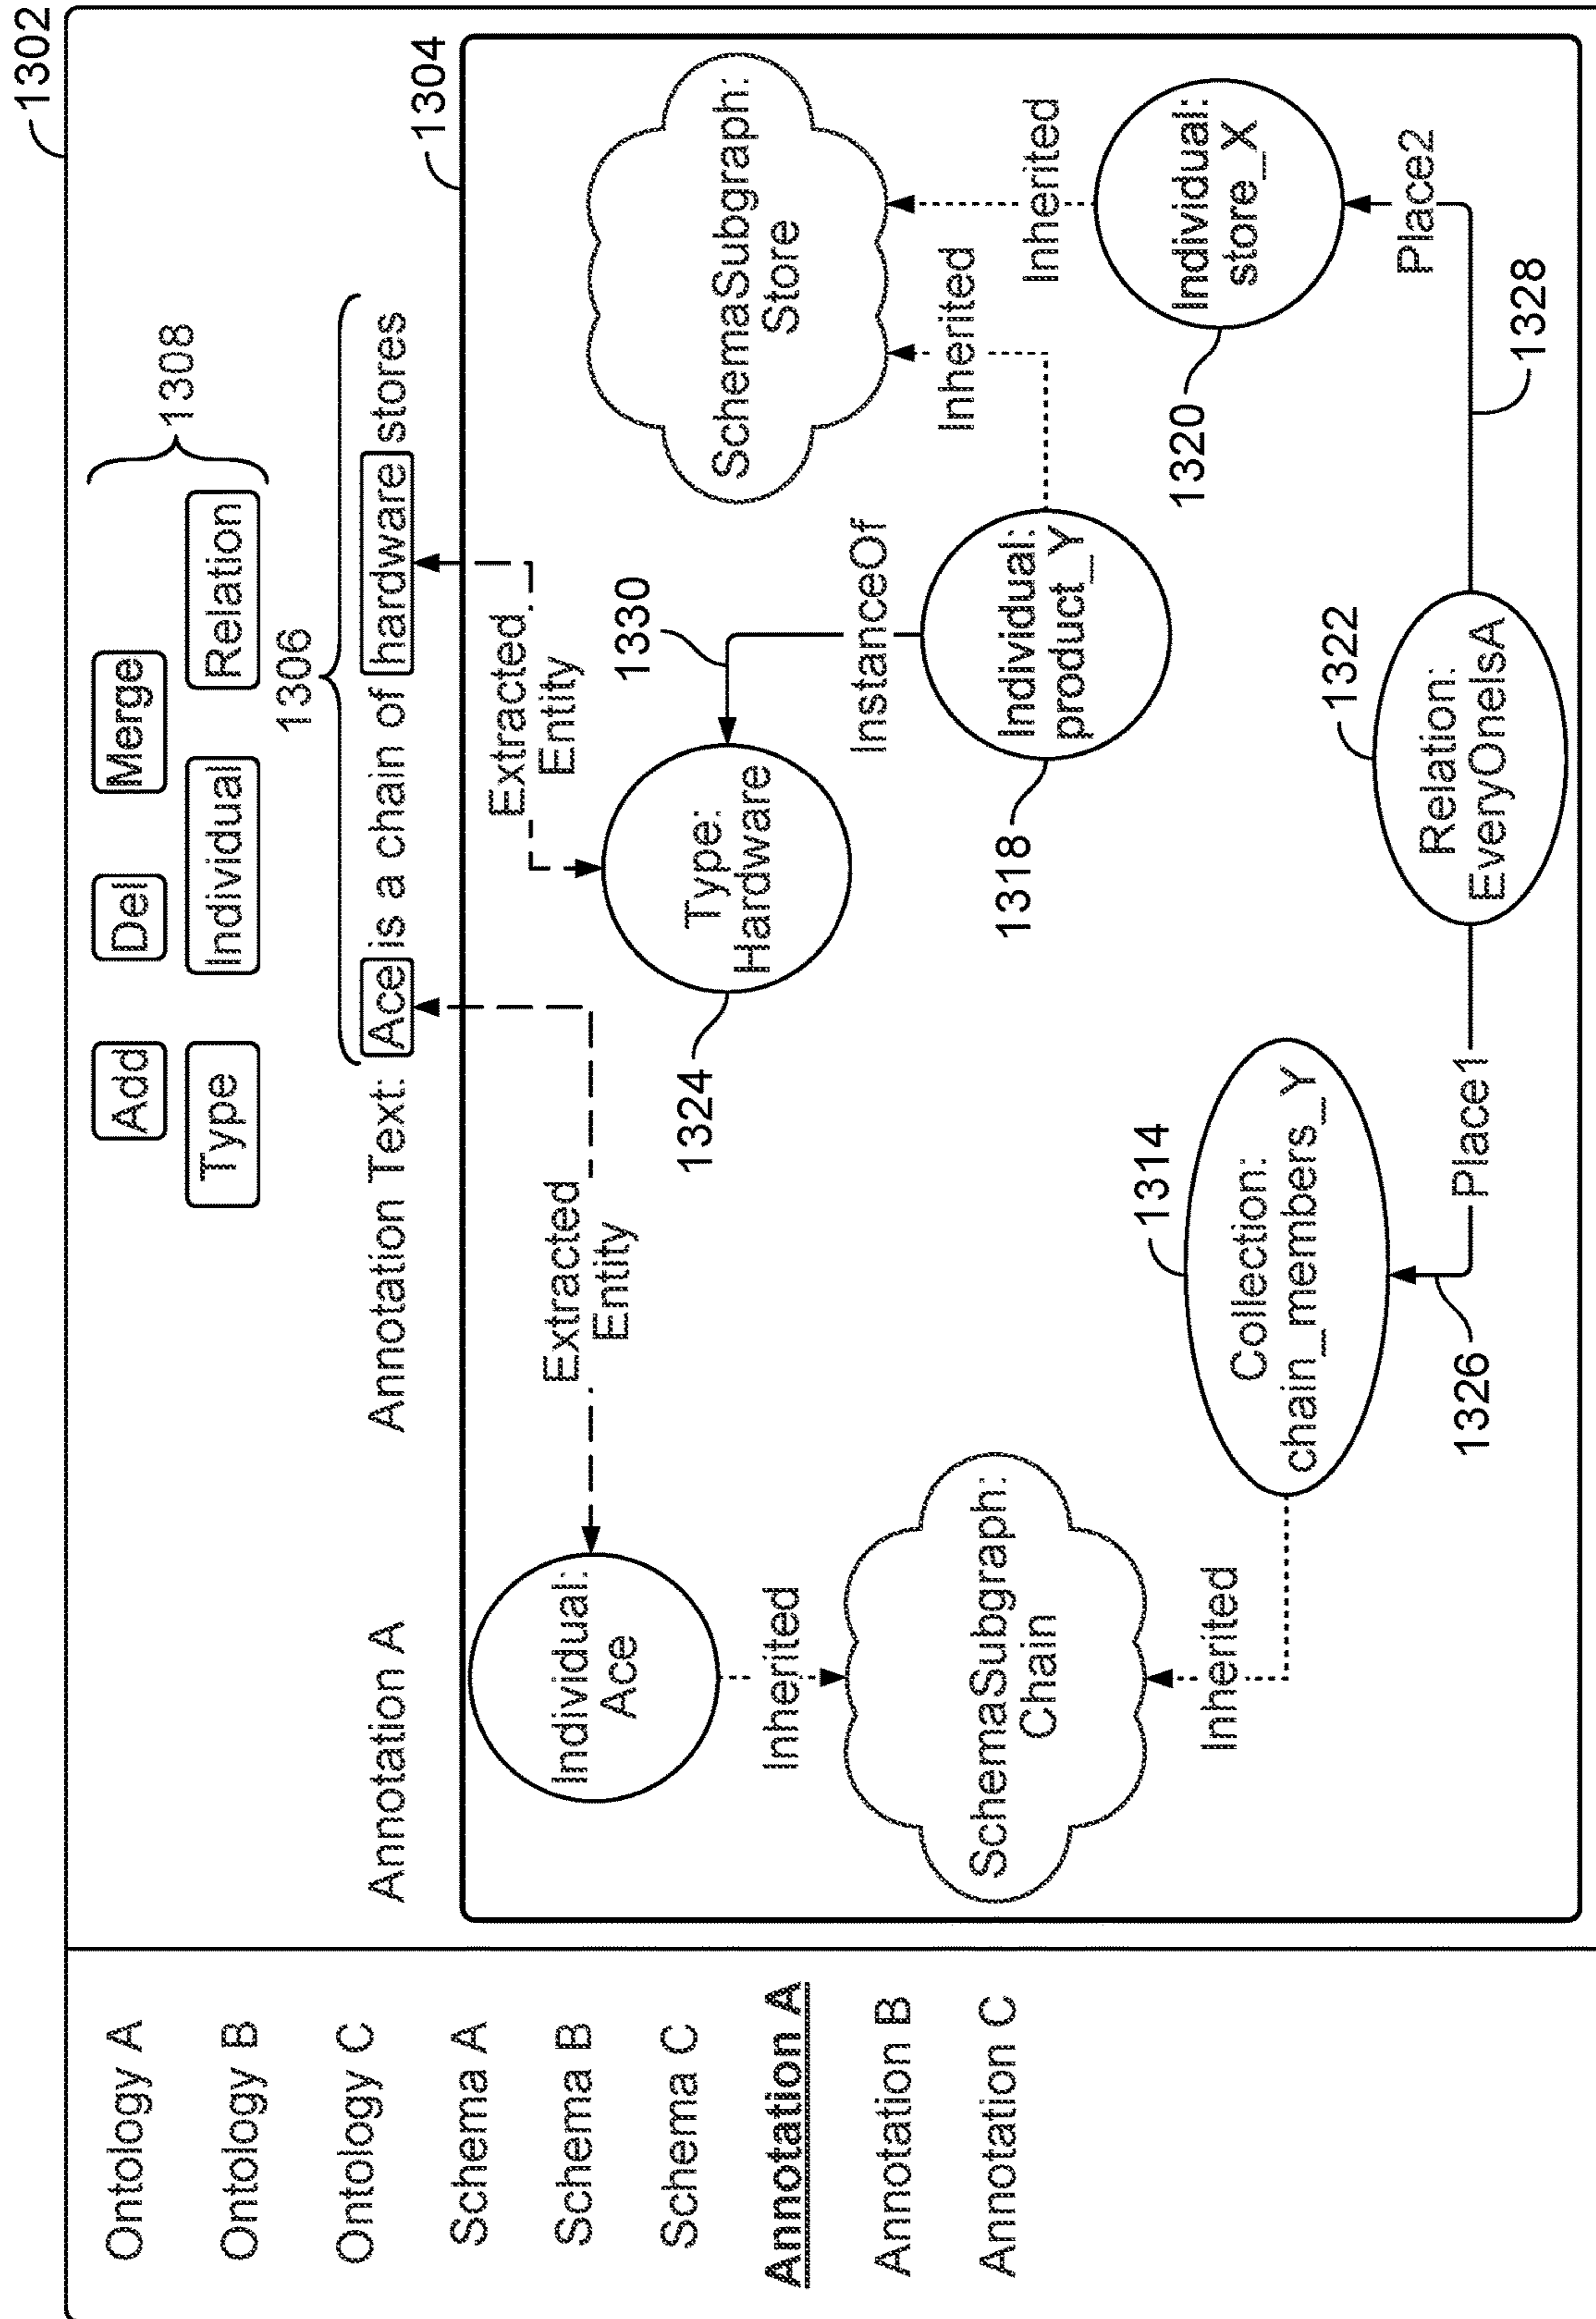 1302
Ontology A
Ontology B
Ontology C
Schema A
Schema B
Schema C
Annotation A
Annotation B
Annotation C
Add
Del
Merge
Type
Individual
Relation
1308
1306
Annotation A
Annotation Text: Ace is a chain of hardware stores
1304
Extracted
Entity
Extracted
Entity
Individual:
Ace
Inherited
SchemaSubgraph:
Chain
Inherited
1324
Type:
Hardware
1330
InstanceOf
SchemaSubgraph:
Store
Inherited
Inherited
1318
Individual:
product_Y
1320
Individual:
store_X
1314
Collection:
chain_members_Y
1322
Relation:
EveryOneIsA
1326
Place1
Place2
1328